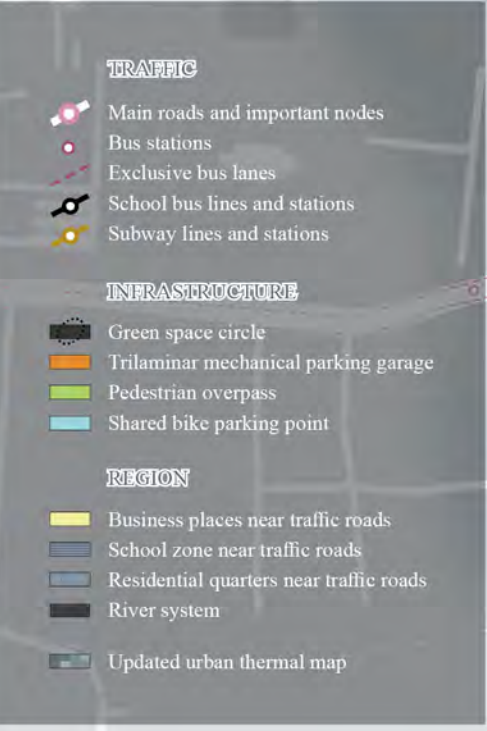 TRAFFIC
Main roads and important nodes
Bus stations
Exclusive bus lanes
School bus lines and stations
Subway lines and stations
INFRASTRUCTURE
Green space circle
Trilaminar mechanical parking garage
Pedestrian overpass
Shared bike parking point
REGION
Business places near traffic roads
School zone near traffic roads
Residential quarters near traffic roads
River system
Updated urban thermal map